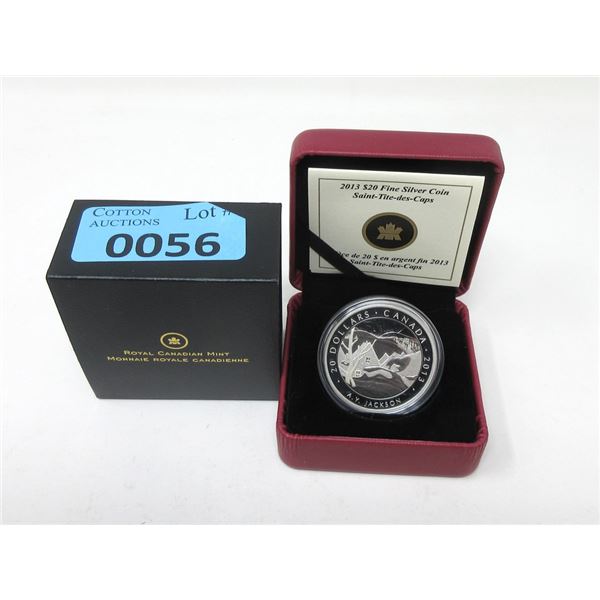 COTTON
AUCTIONS
Lot #
0056
ROYAL CANADIAN MINT
MONNAIE ROYALE CANADIENNE
2013 $20 Fine Silver Coin
Saint-Tite-des-Caps
de 20 $ en argent fin 2013
Saint-Tite-des-Caps
20 DOLLARS • CANADA • 2013
A.Y. JACKSON